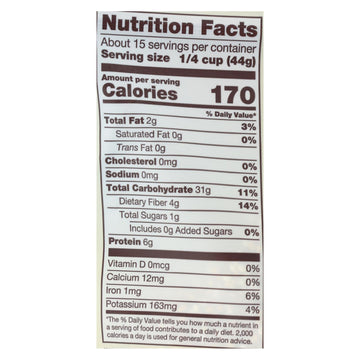 Nutrition Facts
About 15 servings per container
Serving size 1/4 cup (44g)
Amount per serving
Calories 170
% Daily Value*
Total Fat 2g 3%
Saturated Fat 0g 0%
Trans Fat 0g
Cholesterol 0mg 0%
Sodium 0mg 0%
Total Carbohydrate 31g 11%
Dietary Fiber 4g 14%
Total Sugars 1g
Includes 0g Added Sugars 0%
Protein 6g
Vitamin D 0mcg 0%
Calcium 12mg 0%
Iron 1mg 6%
Potassium 163mg 4%
*The % Daily Value tells you how much a nutrient in
a serving of food contributes to a daily diet. 2,000
calories a day is used for general nutrition advice.